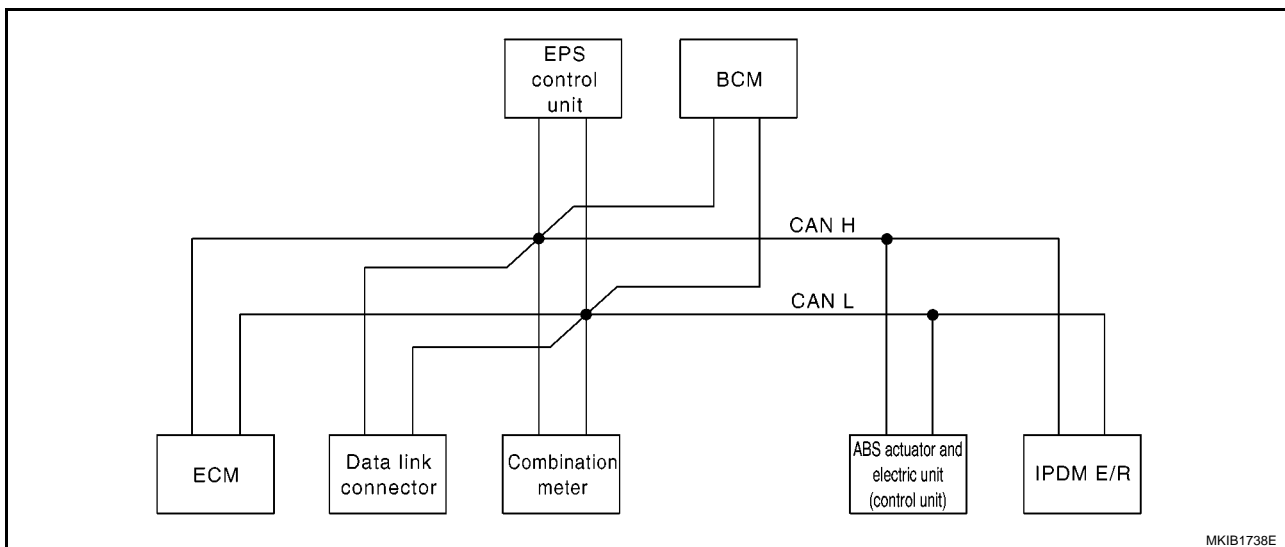 EPS
control
unit
BCM
CAN H
CAN L
ECM
Data link
connector
Combination
meter
ABS actuator and
electric unit
(control unit)
IPDM E/R
MKIB1738E